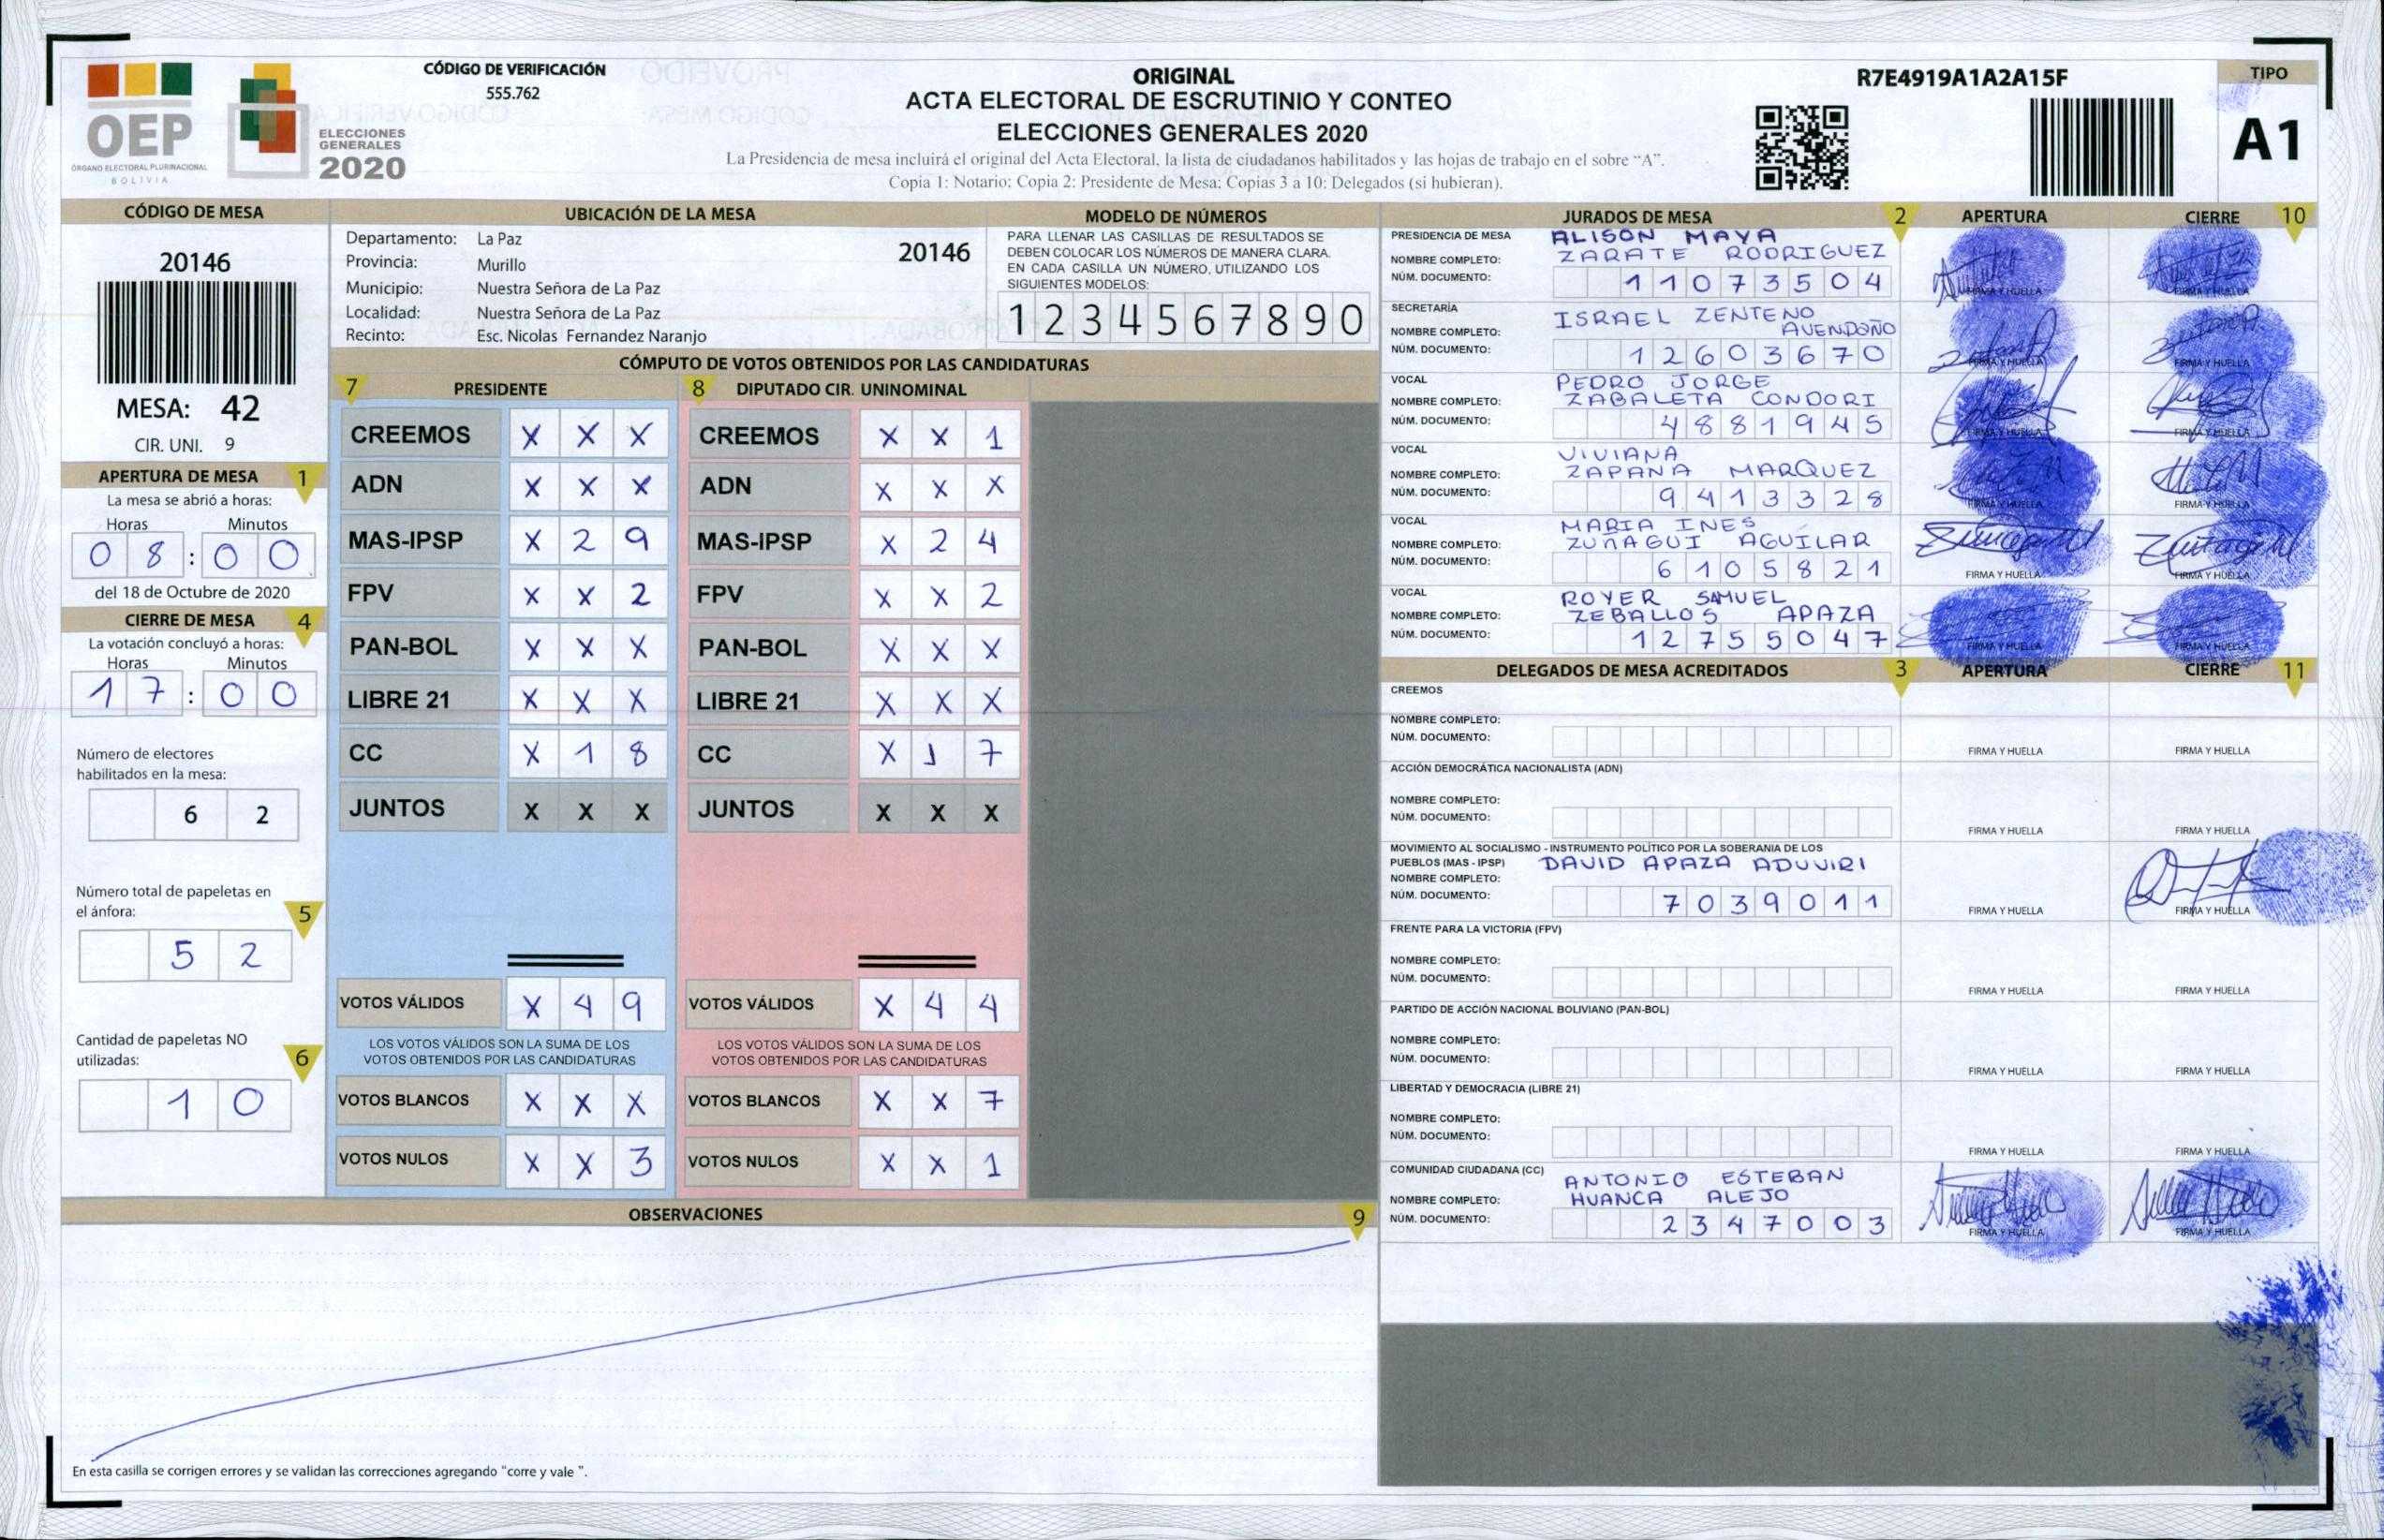 CÓDIGO DE VERIFICACIÓN
555.762
OEP
ÓRGANO ELECTORAL PLURINACIONAL
BOLIVIA
ELECCIONES
GENERALES
2020
ORIGINAL
ACTA ELECTORAL DE ESCRUTINIO Y CONTEO
ELECCIONES GENERALES 2020
La Presidencia de mesa incluirá el original del Acta Electoral, la lista de ciudadanos habilitados y las hojas de trabajo en el sobre “A”.
Copia 1: Notario; Copia 2: Presidente de Mesa; Copias 3 a 10: Delegados (si hubieran).
R7E4919A1A2A15F
TIPO
A1
CÓDIGO DE MESA
20146
MESA: 42
CIR. UNI. 9
APERTURA DE MESA 1
La mesa se abrió a horas:
Horas Minutos
0 8 : 0 0
del 18 de Octubre de 2020
CIERRE DE MESA 4
La votación concluyó a horas:
Horas Minutos
1 7 : 0 0
Número de electores
habilitados en la mesa:
6 2
Número total de papeletas en
el ánfora: 5
5 2
Cantidad de papeletas NO
utilizadas: 6
1 0
UBICACIÓN DE LA MESA
Departamento: La Paz 20146
Provincia: Murillo
Municipio: Nuestra Señora de La Paz
Localidad: Nuestra Señora de La Paz
Recinto: Esc. Nicolas Fernandez Naranjo
MODELO DE NÚMEROS
PARA LLENAR LAS CASILLAS DE RESULTADOS SE
DEBEN COLOCAR LOS NÚMEROS DE MANERA CLARA.
EN CADA CASILLA UN NÚMERO, UTILIZANDO LOS
SIGUIENTES MODELOS:
1 2 3 4 5 6 7 8 9 0
CÓMPUTO DE VOTOS OBTENIDOS POR LAS CANDIDATURAS
7 PRESIDENTE
CREEMOS X X X
ADN X X X
MAS-IPSP X 2 9
FPV X X 2
PAN-BOL X X X
LIBRE 21 X X X
CC X 1 8
JUNTOS X X X
VOTOS VÁLIDOS X 4 9
LOS VOTOS VÁLIDOS SON LA SUMA DE LOS
VOTOS OBTENIDOS POR LAS CANDIDATURAS
VOTOS BLANCOS X X X
VOTOS NULOS X X 3
8 DIPUTADO CIR. UNINOMINAL
CREEMOS X X 1
ADN X X X
MAS-IPSP X 2 4
FPV X X 2
PAN-BOL X X X
LIBRE 21 X X X
CC X 1 7
JUNTOS X X X
VOTOS VÁLIDOS X 4 4
LOS VOTOS VÁLIDOS SON LA SUMA DE LOS
VOTOS OBTENIDOS POR LAS CANDIDATURAS
VOTOS BLANCOS X X 7
VOTOS NULOS X X 1
OBSERVACIONES 9
En esta casilla se corrigen errores y se validan las correcciones agregando “corre y vale ”.
JURADOS DE MESA 2 APERTURA CIERRE 10
PRESIDENCIA DE MESA ALISON MAYA
NOMBRE COMPLETO: ZARATE RODRIGUEZ
NÚM. DOCUMENTO: 1 1 0 7 3 5 0 4
FIRMA Y HUELLA FIRMA Y HUELLA
SECRETARÍA ISRAEL ZENTENO
NOMBRE COMPLETO: AVENDOÑO
NÚM. DOCUMENTO: 1 2 6 0 3 6 7 0
FIRMA Y HUELLA FIRMA Y HUELLA
VOCAL PEDRO JORGE
NOMBRE COMPLETO: ZABALETA CONDORI
NÚM. DOCUMENTO: 4 8 8 1 9 4 5
FIRMA Y HUELLA FIRMA Y HUELLA
VOCAL VIVIANA
NOMBRE COMPLETO: ZAPANA MARQUEZ
NÚM. DOCUMENTO: 9 4 1 3 3 2 8
FIRMA Y HUELLA FIRMA Y HUELLA
VOCAL MARIA INES
NOMBRE COMPLETO: ZUÑAGUI AGUILAR
NÚM. DOCUMENTO: 6 1 0 5 8 2 1
FIRMA Y HUELLA FIRMA Y HUELLA
VOCAL ROYER SAMUEL
NOMBRE COMPLETO: ZEBALLOS APAZA
NÚM. DOCUMENTO: 1 2 7 5 5 0 4 7
FIRMA Y HUELLA FIRMA Y HUELLA
DELEGADOS DE MESA ACREDITADOS 3 APERTURA CIERRE 11
CREEMOS
NOMBRE COMPLETO:
NÚM. DOCUMENTO:
FIRMA Y HUELLA FIRMA Y HUELLA
ACCIÓN DEMOCRÁTICA NACIONALISTA (ADN)
NOMBRE COMPLETO:
NÚM. DOCUMENTO:
FIRMA Y HUELLA FIRMA Y HUELLA
MOVIMIENTO AL SOCIALISMO - INSTRUMENTO POLÍTICO POR LA SOBERANIA DE LOS
PUEBLOS (MAS - IPSP) DAVID APAZA ADUVIRI
NOMBRE COMPLETO:
NÚM. DOCUMENTO: 7 0 3 9 0 1 1
FIRMA Y HUELLA FIRMA Y HUELLA
FRENTE PARA LA VICTORIA (FPV)
NOMBRE COMPLETO:
NÚM. DOCUMENTO:
FIRMA Y HUELLA FIRMA Y HUELLA
PARTIDO DE ACCIÓN NACIONAL BOLIVIANO (PAN-BOL)
NOMBRE COMPLETO:
NÚM. DOCUMENTO:
FIRMA Y HUELLA FIRMA Y HUELLA
LIBERTAD Y DEMOCRACIA (LIBRE 21)
NOMBRE COMPLETO:
NÚM. DOCUMENTO:
FIRMA Y HUELLA FIRMA Y HUELLA
COMUNIDAD CIUDADANA (CC) ANTONIO ESTEBAN
NOMBRE COMPLETO: HUANCA ALEJO
NÚM. DOCUMENTO: 2 3 4 7 0 0 3
FIRMA Y HUELLA FIRMA Y HUELLA